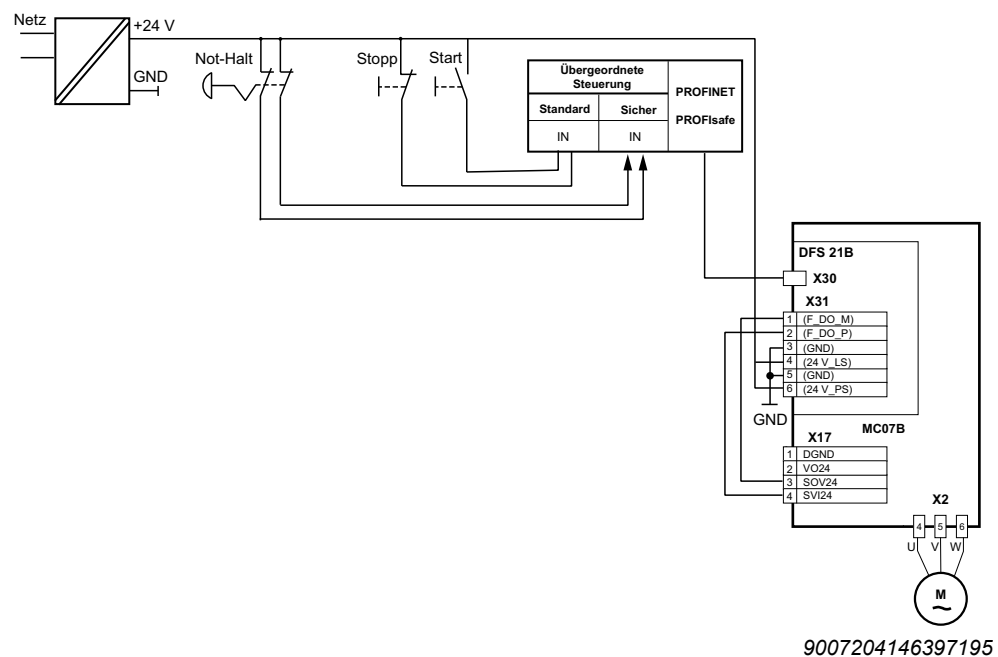 Netz
+24 V
GND
Not-Halt
Stopp
Start
Übergeordnete
Steuerung
Standard
Sicher
IN
IN
PROFINET
PROFIsafe
DFS 21B
X30
X31
1 (F_DO_M)
2 (F_DO_P)
3 (GND)
4 (24 V_LS)
5 (GND)
6 (24 V_PS)
GND
MC07B
X17
1 DGND
2 VO24
3 SOV24
4 SVI24
X2
4 5 6
U V W
M
9007204146397195